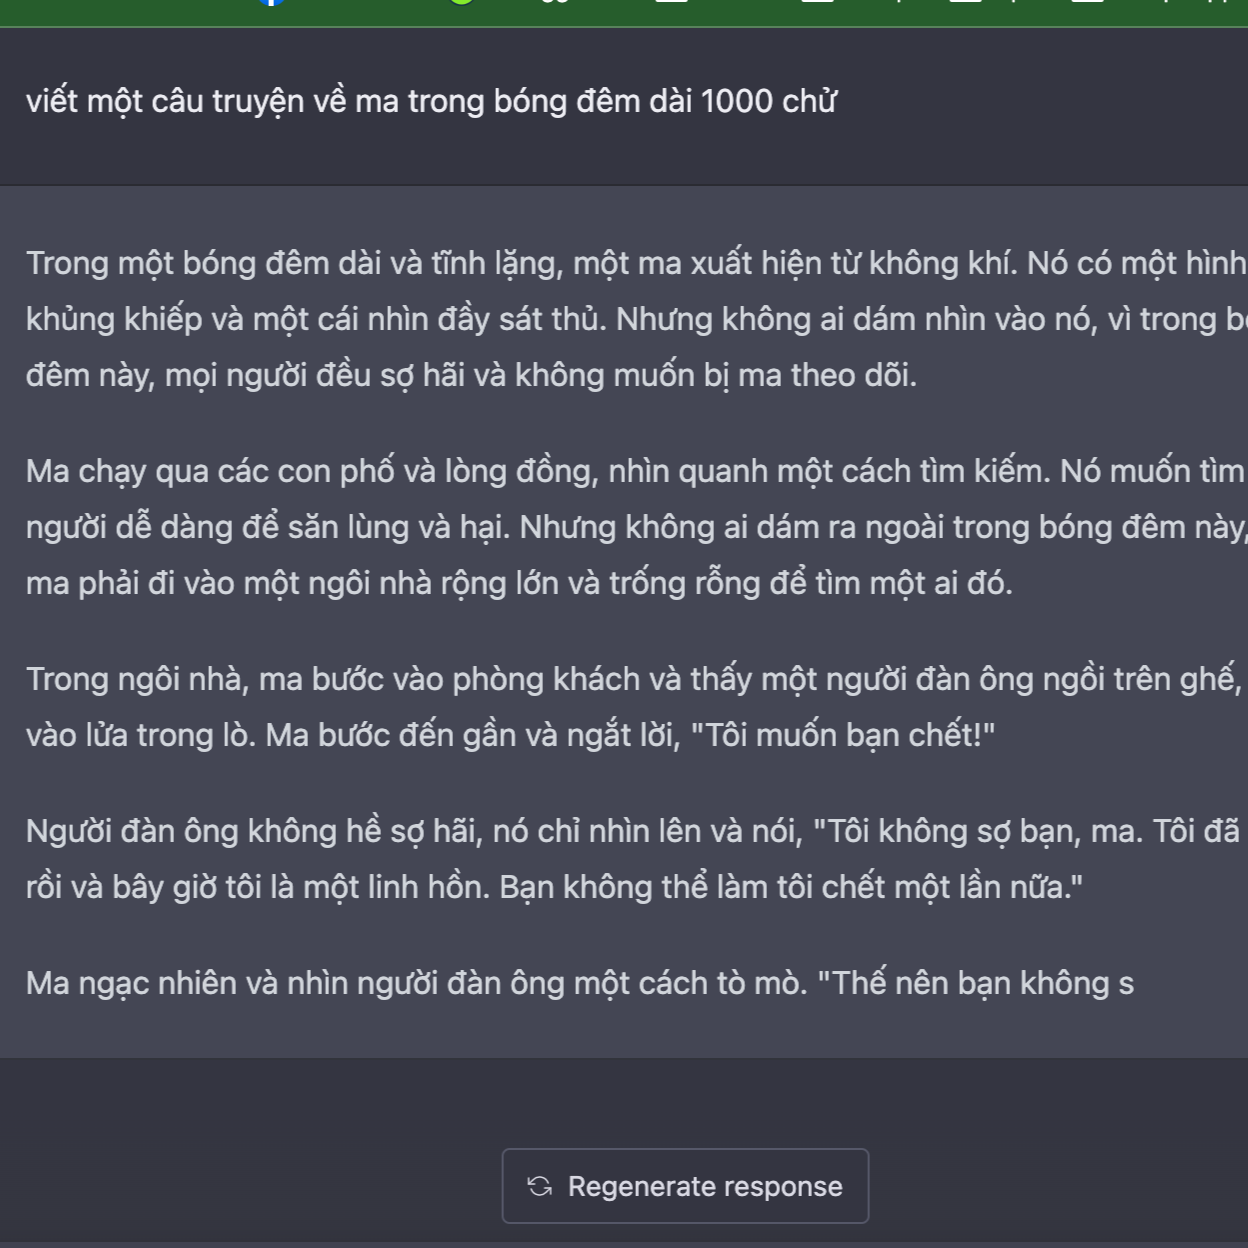 viết một câu truyện về ma trong bóng đêm dài 1000 chử
Trong một bóng đêm dài và tĩnh lặng, một ma xuất hiện từ không khí. Nó có một hình
khủng khiếp và một cái nhìn đầy sát thủ. Nhưng không ai dám nhìn vào nó, vì trong
đêm này, mọi người đều sợ hãi và không muốn bị ma theo dõi.
Ma chạy qua các con phố và lòng đồng, nhìn quanh một cách tìm kiếm. Nó muốn tìm
người dễ dàng để săn lùng và hại. Nhưng không ai dám ra ngoài trong bóng đêm này,
ma phải đi vào một ngôi nhà rộng lớn và trống rỗng để tìm một ai đó.
Trong ngôi nhà, ma bước vào phòng khách và thấy một người đàn ông ngồi trên ghế,
vào lửa trong lò. Ma bước đến gần và ngắt lời, "Tôi muốn bạn chết!"
Người đàn ông không hề sợ hãi, nó chỉ nhìn lên và nói, "Tôi không sợ bạn, ma. Tôi đã
rồi và bây giờ tôi là một linh hồn. Bạn không thể làm tôi chết một lần nữa."
Ma ngạc nhiên và nhìn người đàn ông một cách tò mò. "Thế nên bạn không s
Regenerate response